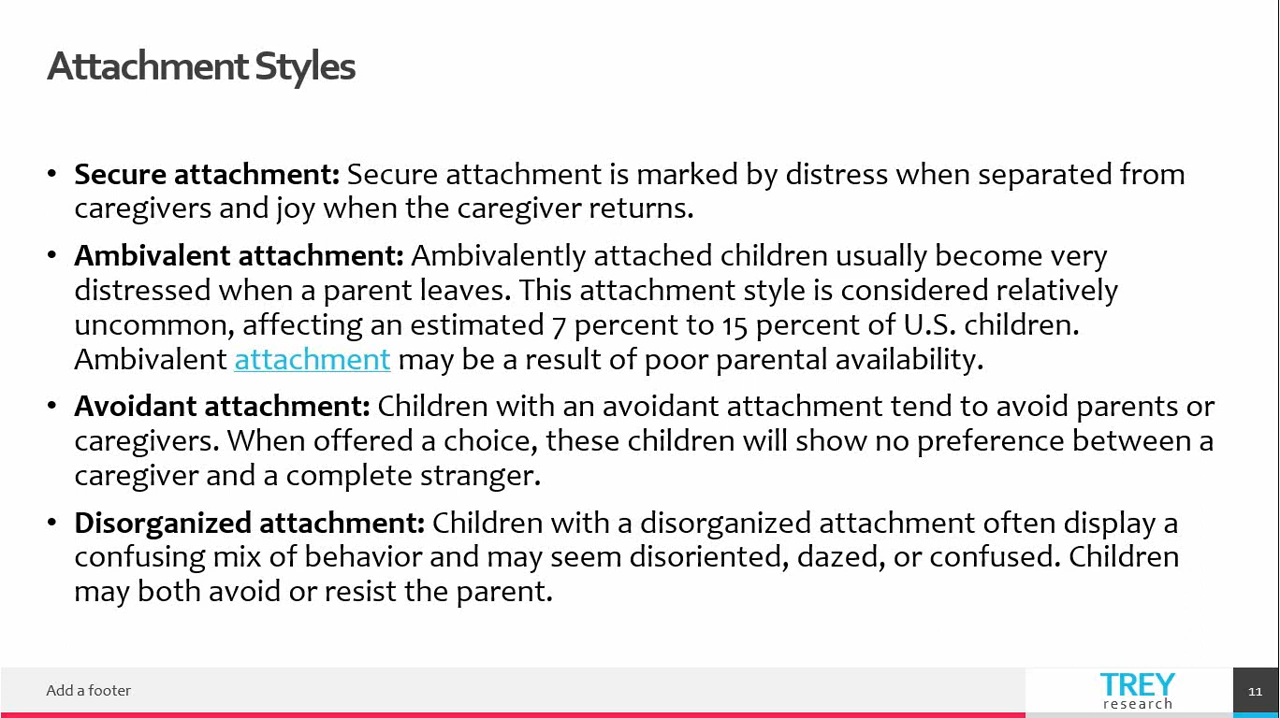 Attachment Styles
• Secure attachment: Secure attachment is marked by distress when separated from
caregivers and joy when the caregiver returns.
• Ambivalent attachment: Ambivalently attached children usually become very
distressed when a parent leaves. This attachment style is considered relatively
uncommon, affecting an estimated 7 percent to 15 percent of U.S. children.
Ambivalent attachment may be a result of poor parental availability.
• Avoidant attachment: Children with an avoidant attachment tend to avoid parents or
caregivers. When offered a choice, these children will show no preference between a
caregiver and a complete stranger.
• Disorganized attachment: Children with a disorganized attachment often display a
confusing mix of behavior and may seem disoriented, dazed, or confused. Children
may both avoid or resist the parent.
Add a footer
TREY
research
11